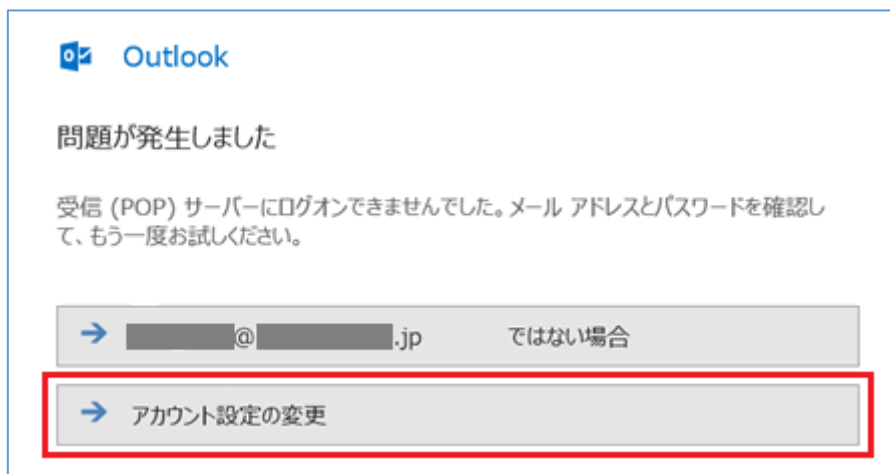 Outlook
問題が発生しました
受信 (POP) サーバーにログオンできませんでした。メール アドレスとパスワードを確認し
て、もう一度お試しください。
@ .jp ではない場合
アカウント設定の変更